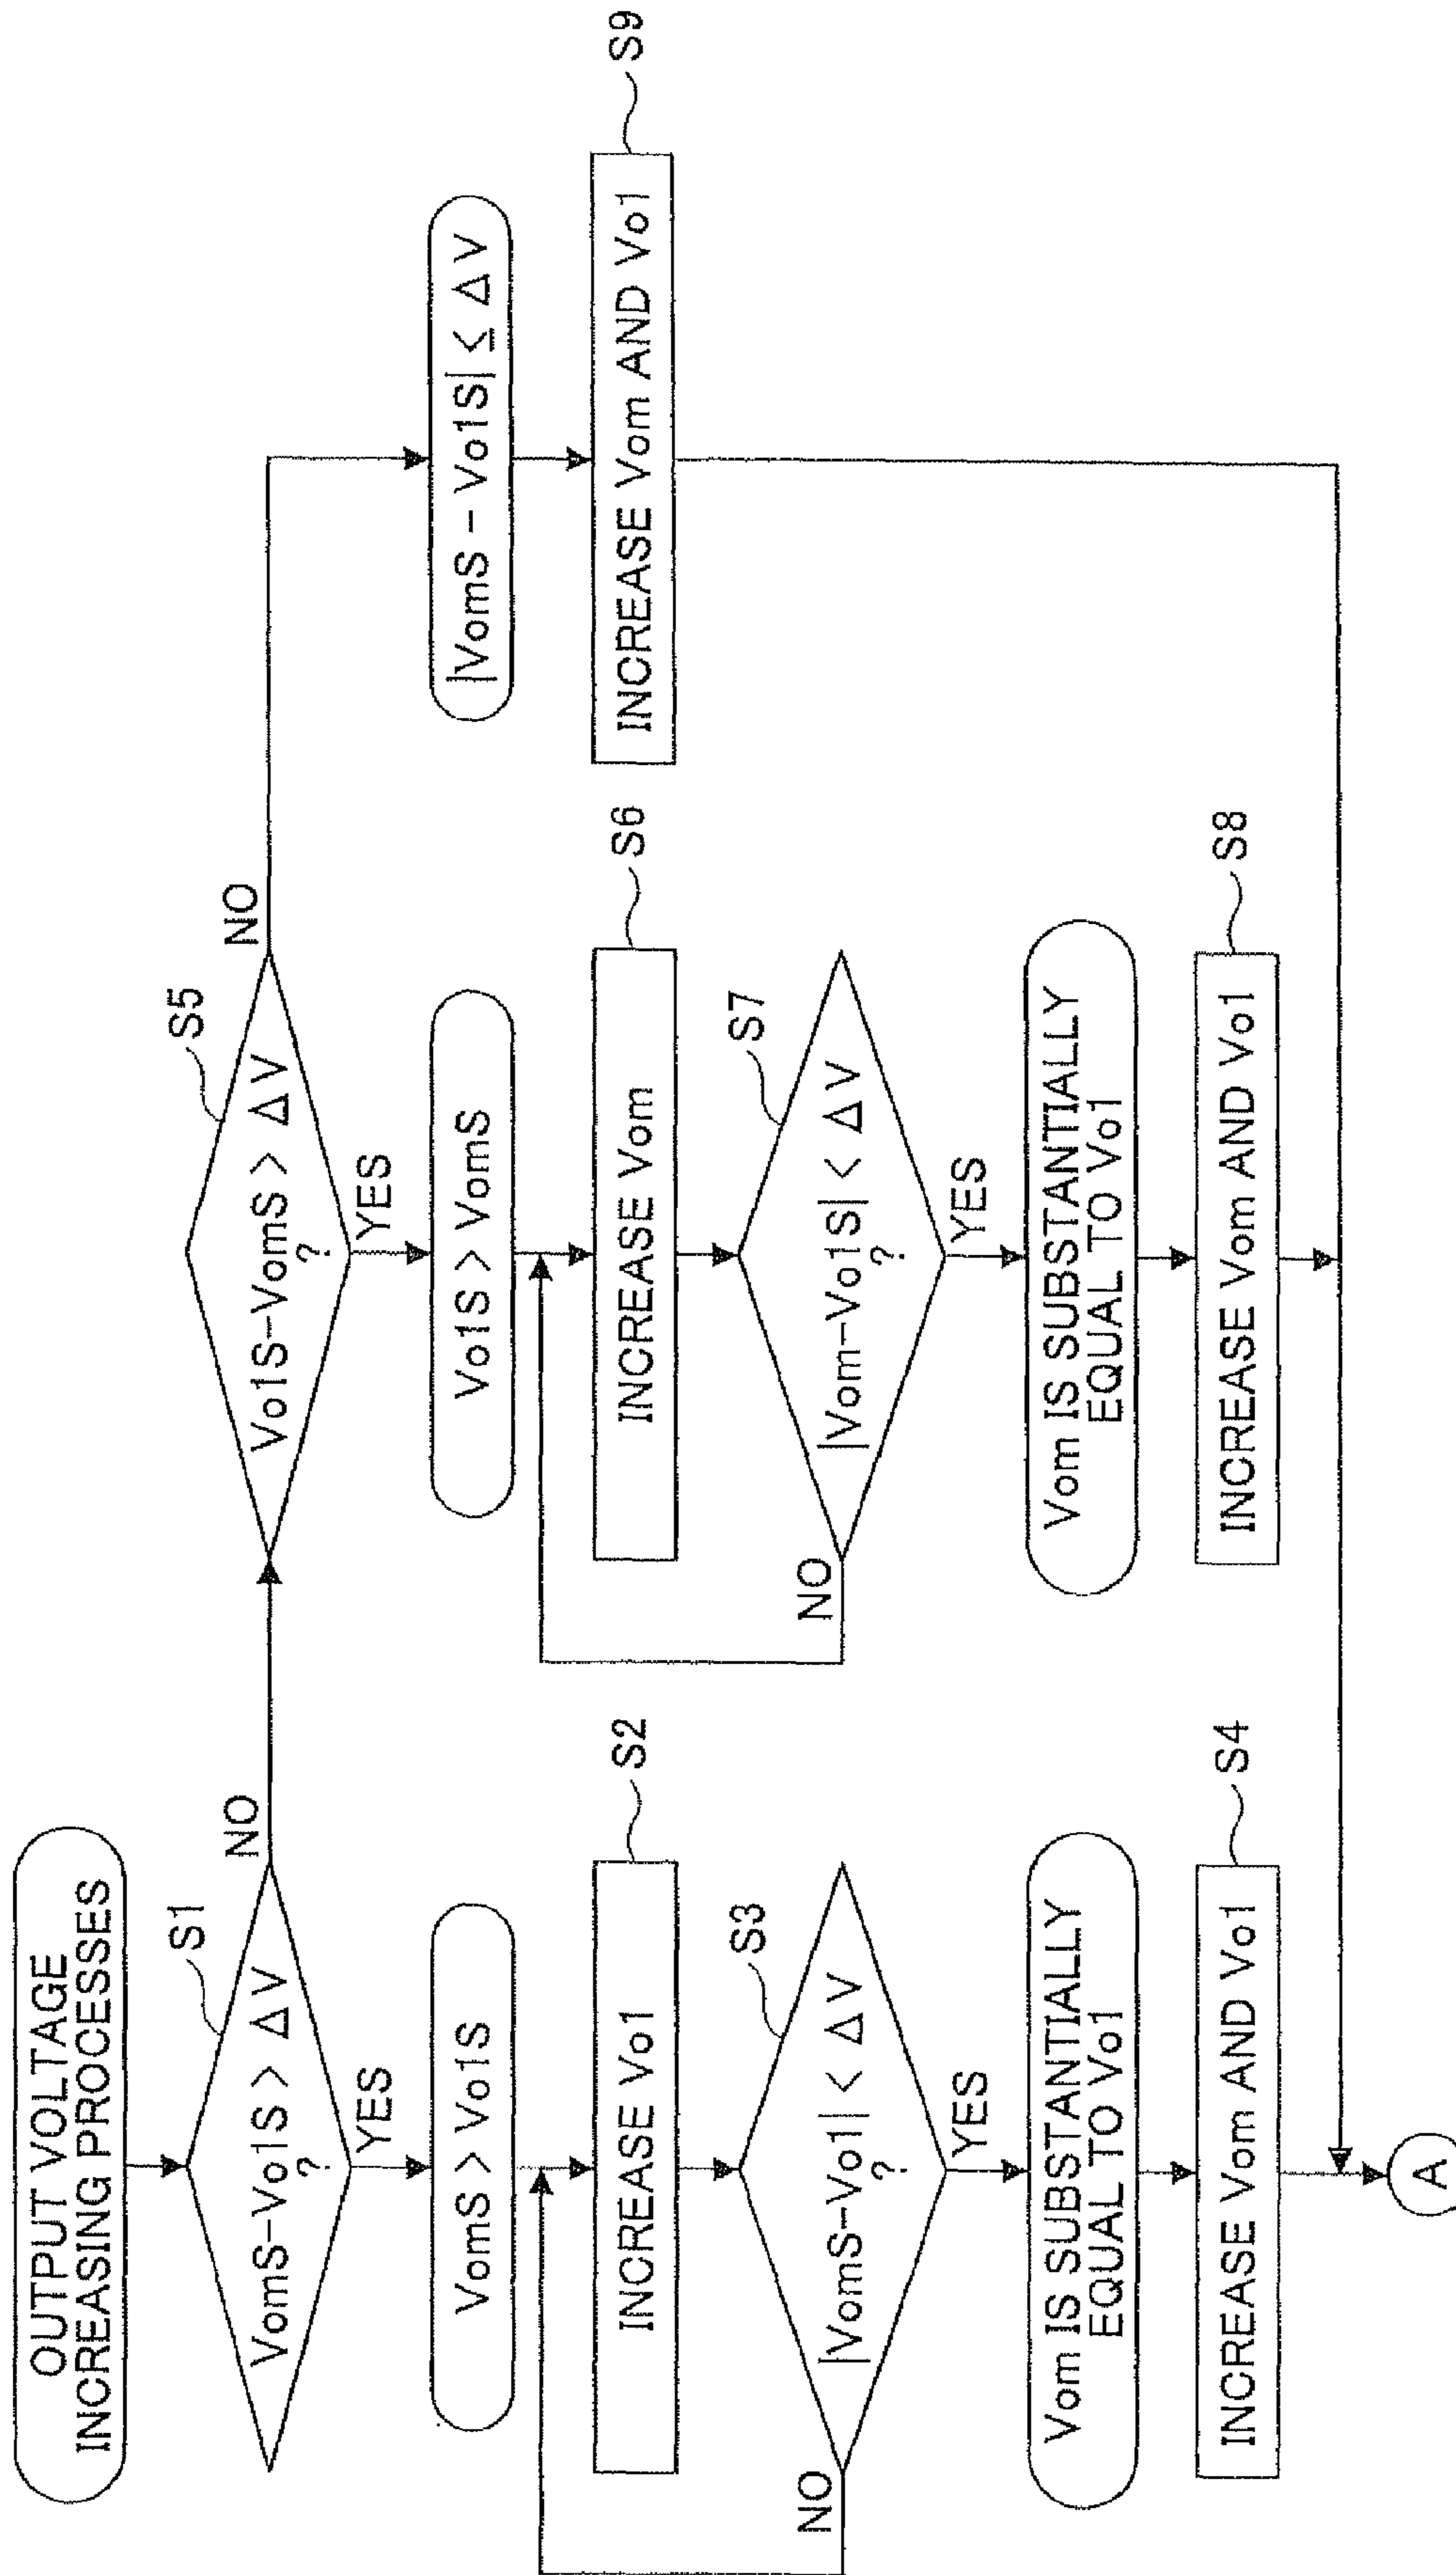 OUTPUT VOLTAGE
INCREASING PROCESSES
S1
VomS-Vo1S > ΔV
?
NO
YES
VomS > Vo1S
S2
INCREASE Vo1
S3
|VomS-Vo1| < ΔV
?
NO
YES
Vom IS SUBSTANTIALLY
EQUAL TO Vo1
S4
INCREASE Vom AND Vo1
A
S5
Vo1S-VomS > ΔV
?
NO
YES
Vo1S > VomS
S6
INCREASE Vom
S7
|Vom-Vo1S| < ΔV
?
NO
YES
Vom IS SUBSTANTIALLY
EQUAL TO Vo1
S8
INCREASE Vom AND Vo1
|VomS - Vo1S| ≤ ΔV
S9
INCREASE Vom AND Vo1